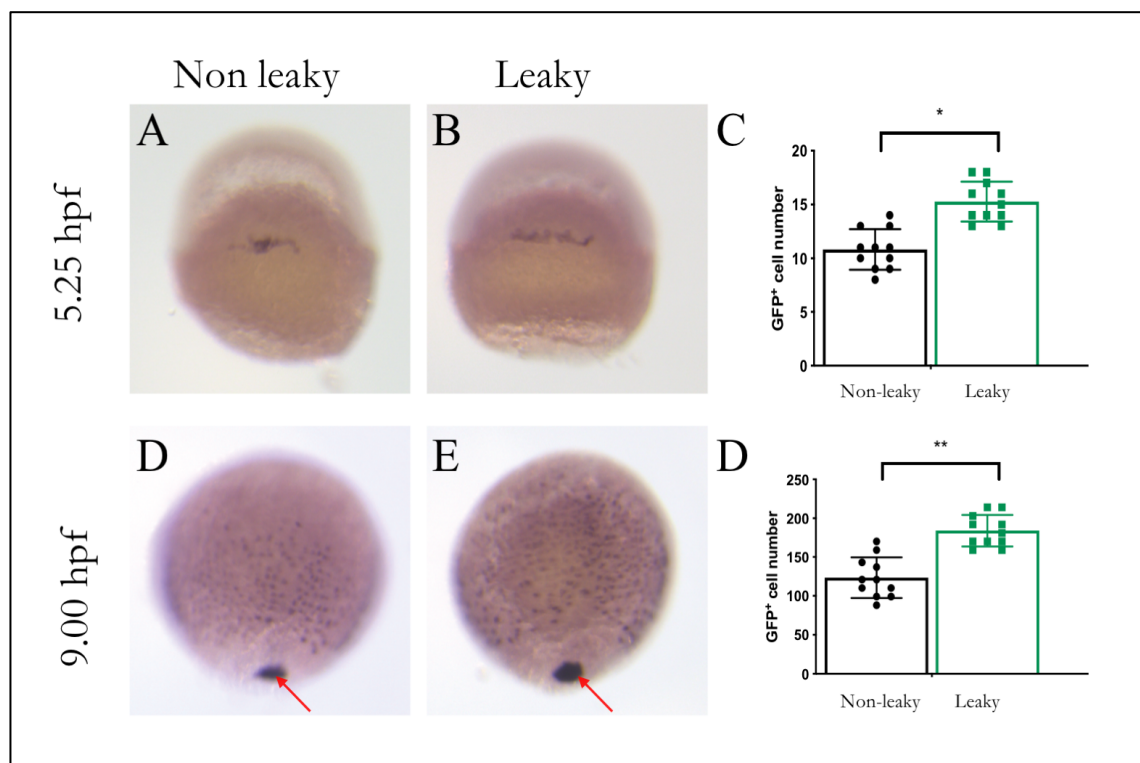 Non leaky
Leaky
5.25 hpf
A
B
C
*
GFP⁺ cell number
20
15
10
5
0
Non-leaky
Leaky
9.00 hpf
D
E
D
**
GFP⁺ cell number
250
200
150
100
50
0
Non-leaky
Leaky